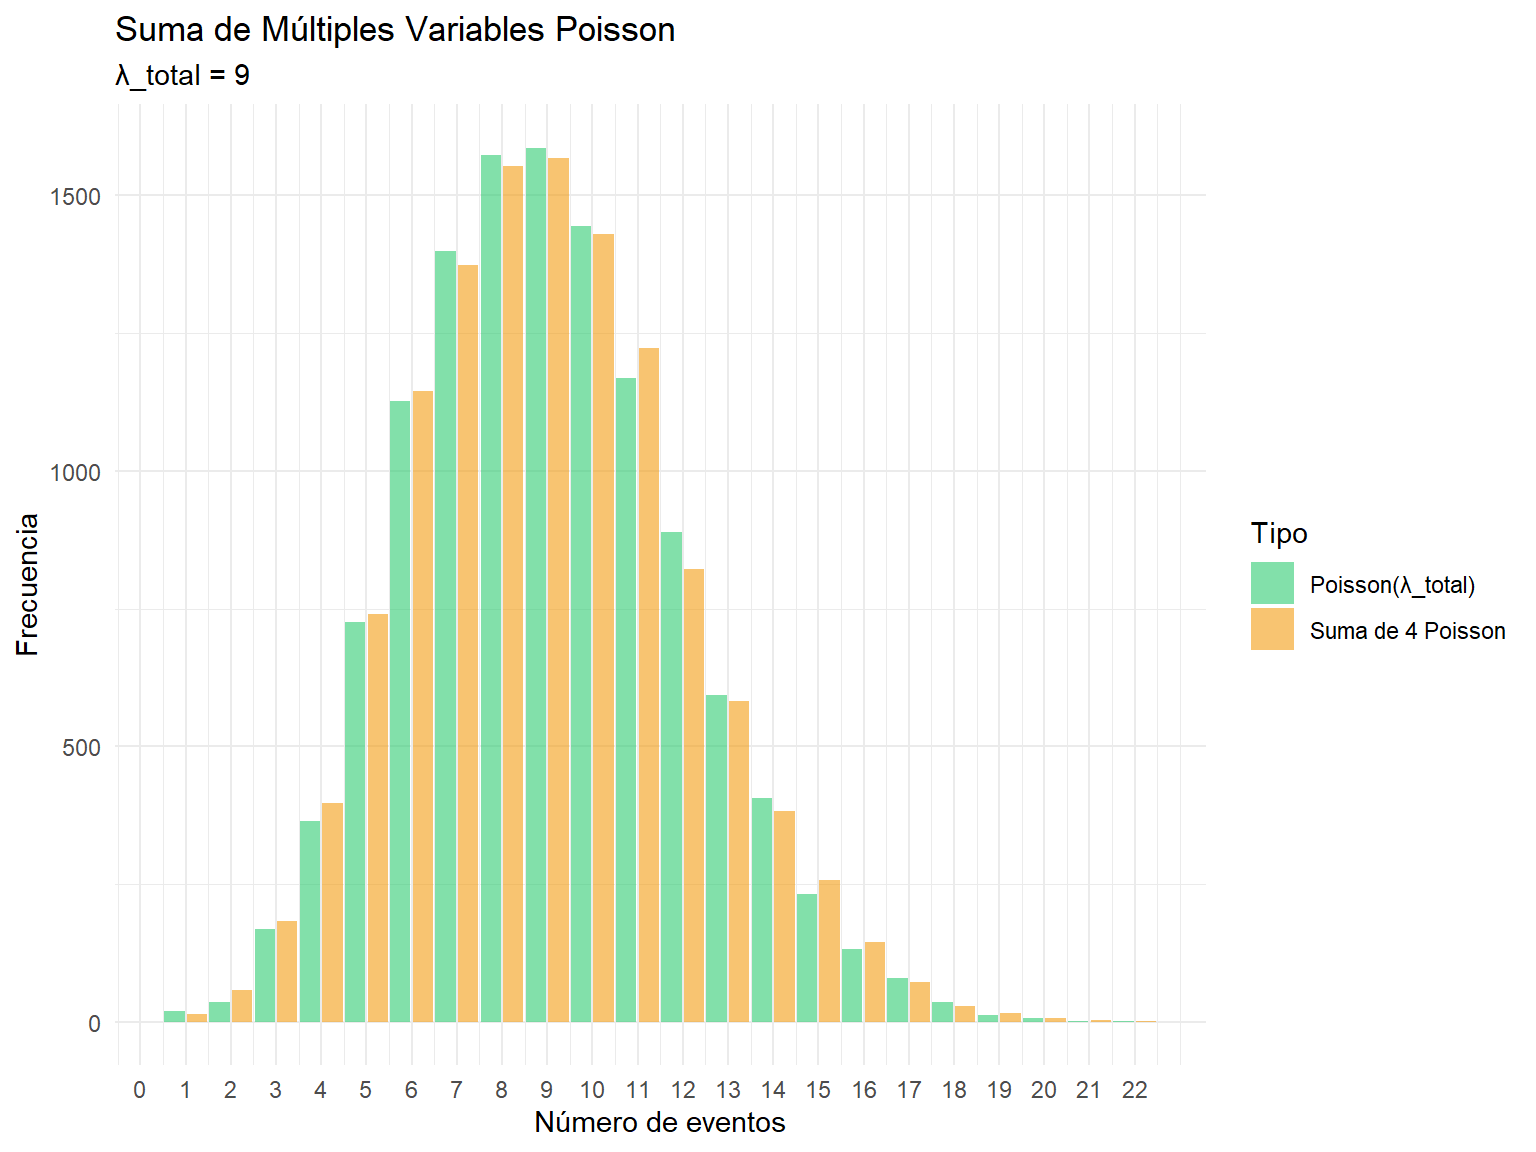 Suma de Múltiples Variables Poisson
λ_total = 9
1500
1000
500
0
Frecuencia
0 1 2 3 4 5 6 7 8 9 10 11 12 13 14 15 16 17 18 19 20 21 22
Número de eventos
Tipo
Poisson(λ_total)
Suma de 4 Poisson